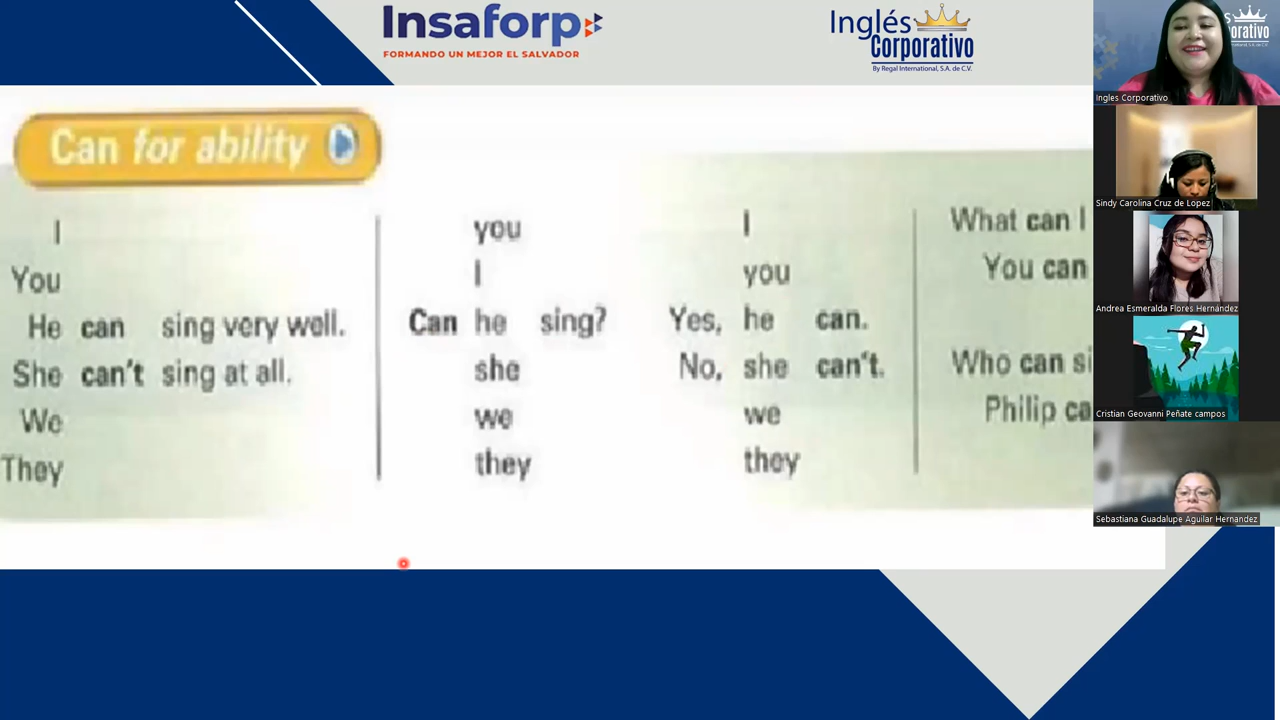 Insaforp
FORMANDO UN MEJOR EL SALVADOR
Inglés
Corporativo
By Regal International, S.A. de C.V.
Can for ability
I
You
He can sing very well.
She can't sing at all.
We
They
you
I
Can he sing?
she
we
they
I
you
Yes, he can.
No, she can't.
we
they
What can I
You can
Who can
Philip
Ingles Corporativo
Sindy Carolina Cruz de Lopez
Andrea Esmeralda Flores Hernández
Cristian Geovanni Peñate campos
Sebastiana Guadalupe Aguilar Hernandez